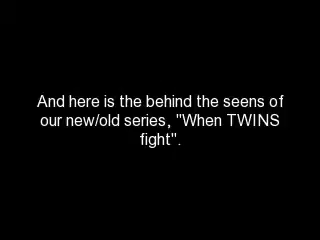 And here is the behind the seens of
our new/old series, "When TWINS
fight".